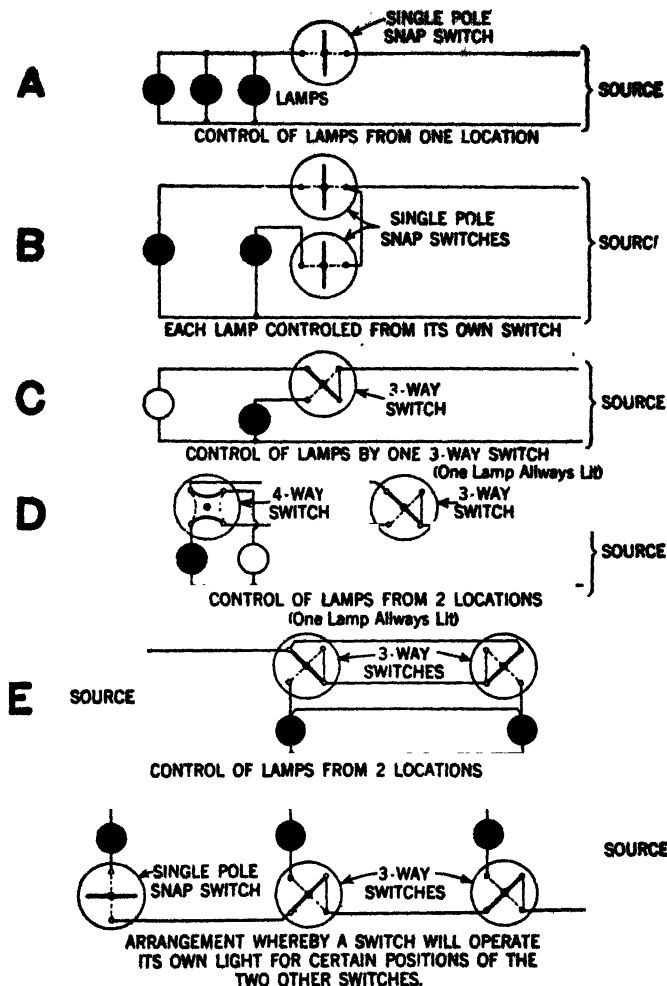 SINGLE POLE
SNAP SWITCH
A
LAMPS
SOURCE
CONTROL OF LAMPS FROM ONE LOCATION
B
SINGLE POLE
SNAP SWITCHES
SOURC
EACH LAMP CONTROLED FROM ITS OWN SWITCH
C
3-WAY
SWITCH
SOURCE
CONTROL OF LAMPS BY ONE 3-WAY SWITCH
(One Lamp Allways Lit)
D
4-WAY
SWITCH
3-WAY
SWITCH
SOURCE
CONTROL OF LAMPS FROM 2 LOCATIONS
(One Lamp Allways Lit)
E
SOURCE
3-WAY
SWITCHES
CONTROL OF LAMPS FROM 2 LOCATIONS
SINGLE POLE
SNAP SWITCH
3-WAY
SWITCHES
SOURCE
ARRANGEMENT WHEREBY A SWITCH WILL OPERATE
ITS OWN LIGHT FOR CERTAIN POSITIONS OF THE
TWO OTHER SWITCHES.